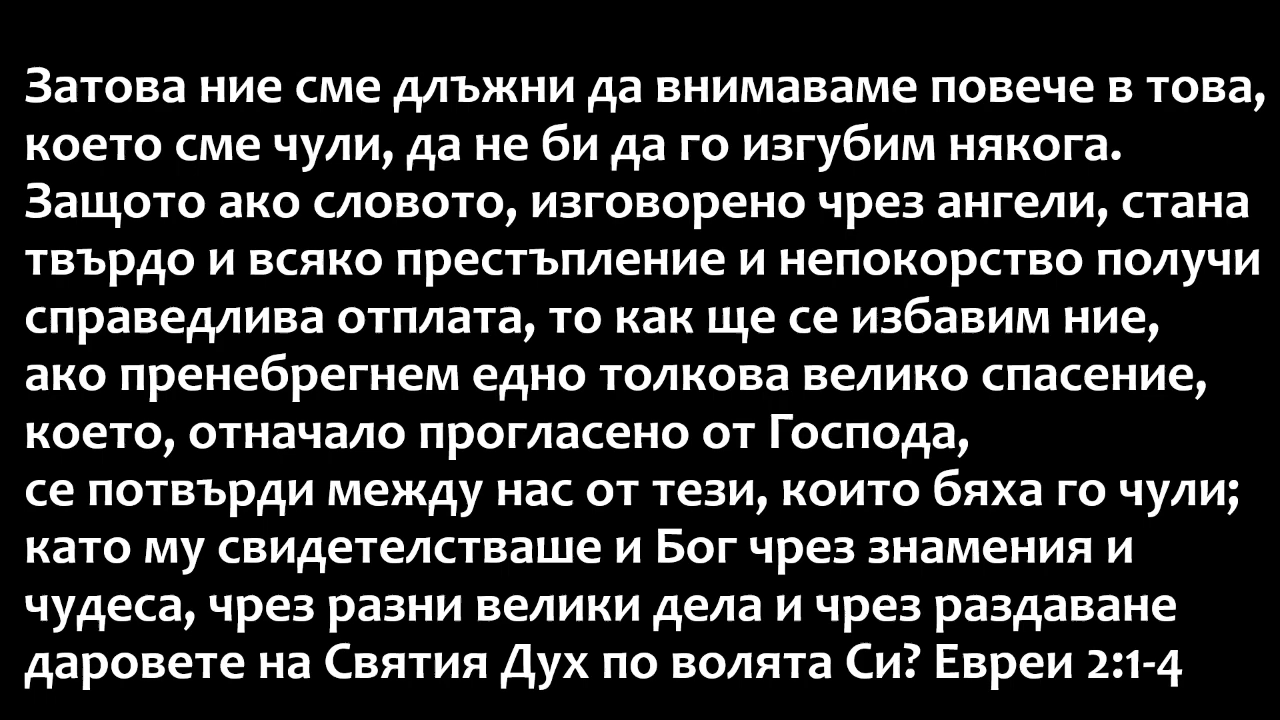 Затова ние сме длъжни да внимаваме повече в това,
което сме чули, да не би да го изгубим някога.
Защото ако словото, изговорено чрез ангели, стана
твърдо и всяко престъпление и непокорство получи
справедлива отплата, то как ще се избавим ние,
ако пренебрегнем едно толкова велико спасение,
което, отначало прогласено от Господа,
се потвърди между нас от тези, които бяха го чули;
като му свидетелстваше и Бог чрез знамения и
чудеса, чрез разни велики дела и чрез раздаване
даровете на Святия Дух по волята Си? Евреи 2:1-4